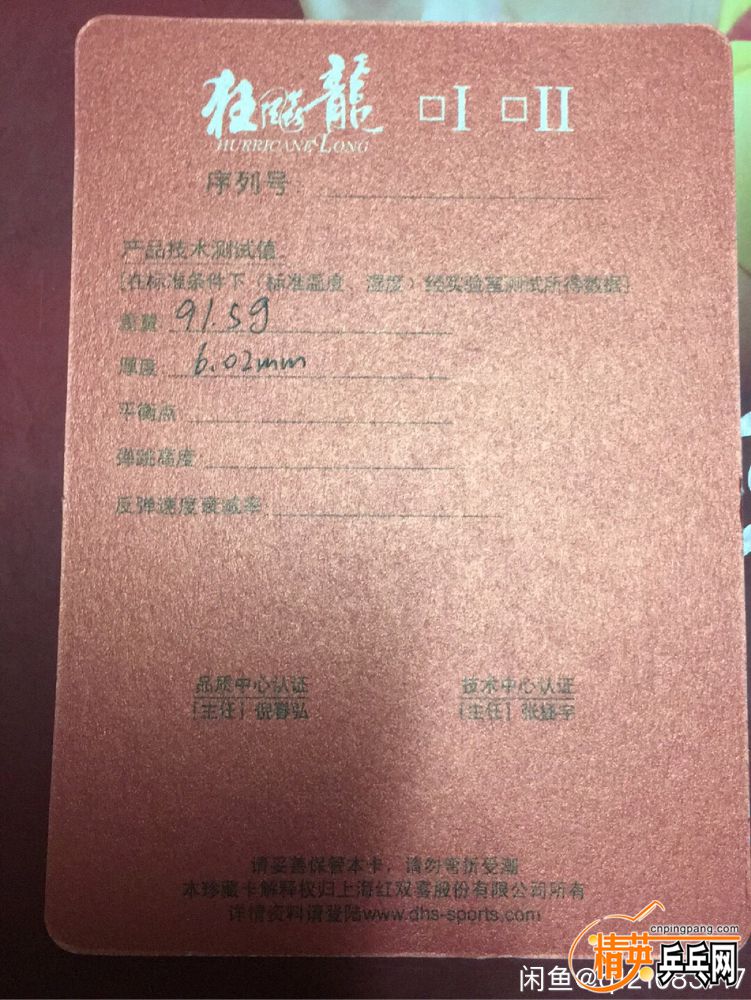 狂飚龍 □I □II
HURRICANE LONG
序列号
产品技术测试值
[在标准条件下（标准温度、湿度）经实验室测试所得数据]
重量 91.5g
厚度 6.02mm
平衡点
弹跳高度
反弹速度衰减率
品质中心认证 技术中心认证
[主任] 倪春弘 [主任]
请妥善保管本卡，请勿弯折受潮
本珍藏卡解释权归上海红双喜股份有限公司所有
详情资料请登陆www.dhs-sports.com
cnpingpang.com
精英乒乓网